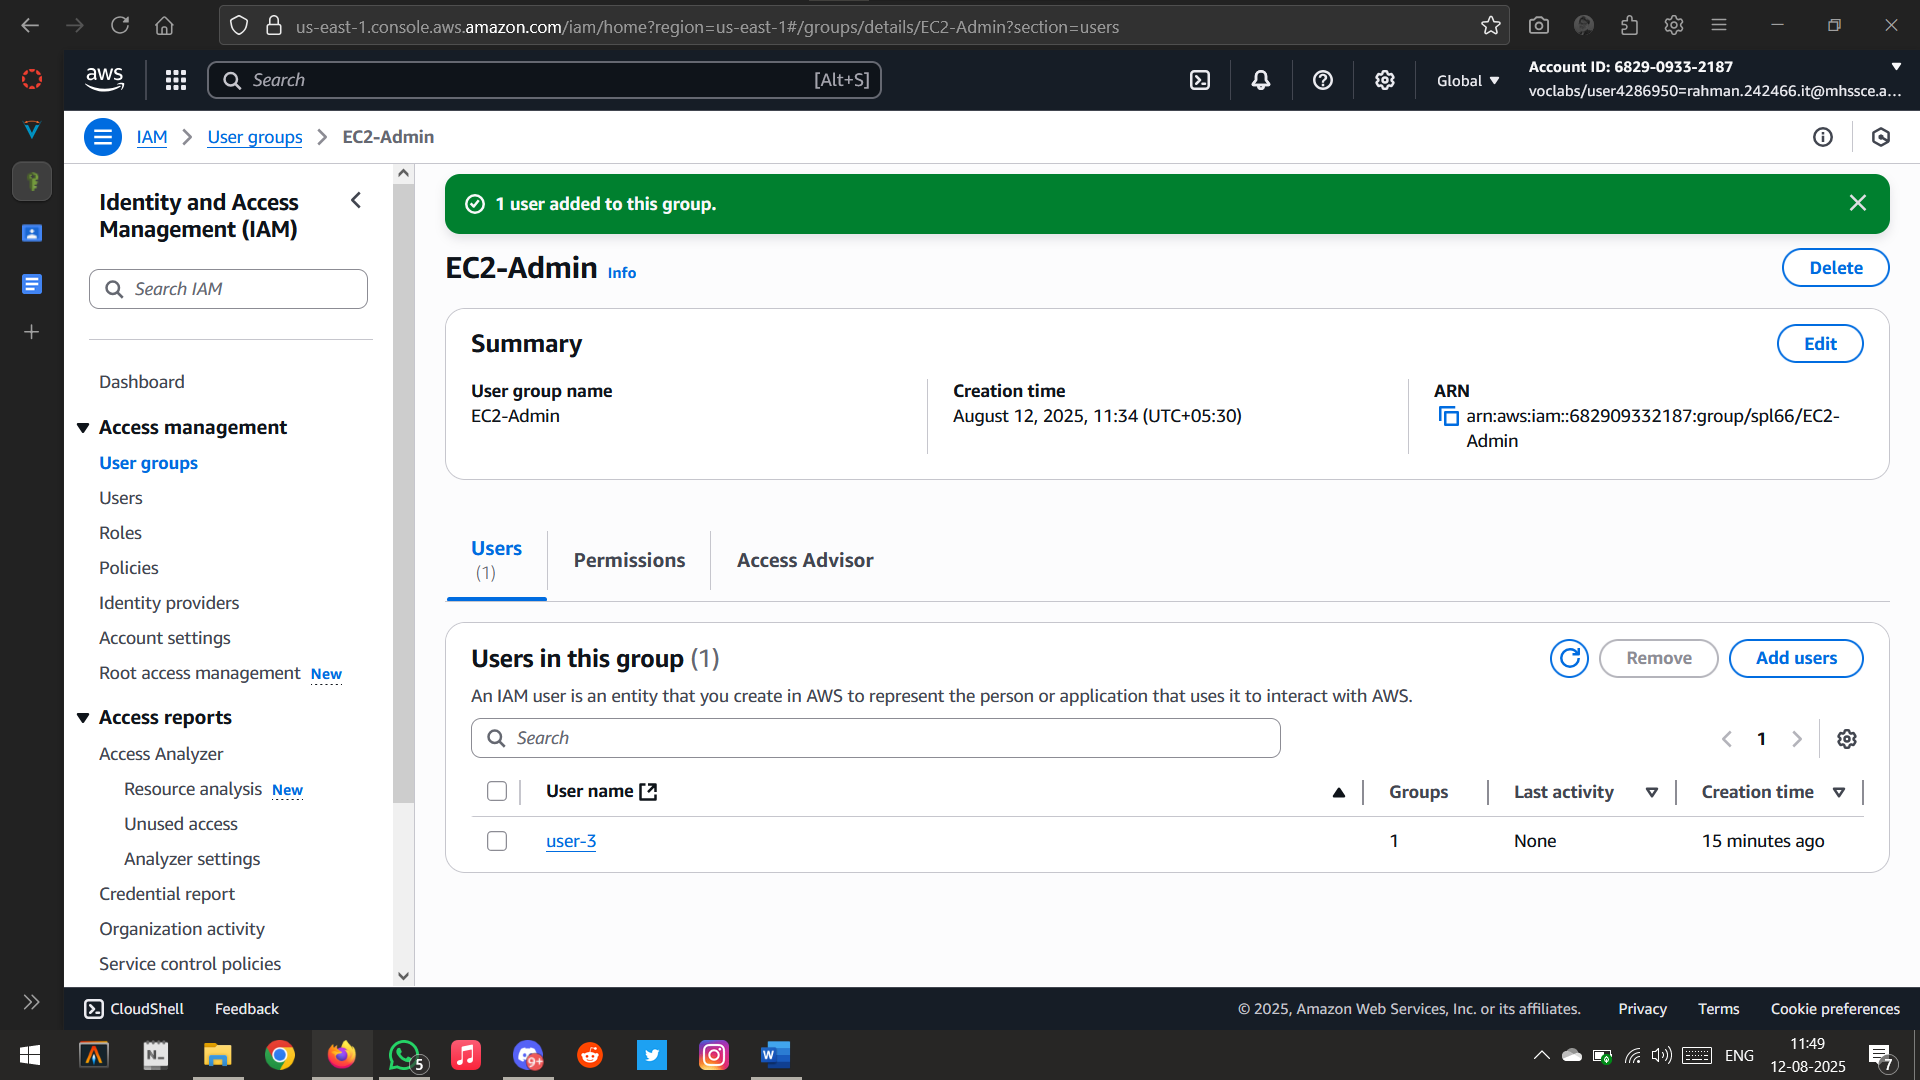 us-east-1.console.aws.amazon.com/iam/home?region=us-east-1#/groups/details/EC2-Admin?section=users
aws
Search
[Alt+S]
Global
Account ID: 6829-0933-2187
voclabs/user4286950=rahman.242466.it@mhssce.a...
IAM
User groups
EC2-Admin
Identity and Access Management (IAM)
Search IAM
Dashboard
Access management
User groups
Users
Roles
Policies
Identity providers
Account settings
Root access management New
Access reports
Access Analyzer
Resource analysis New
Unused access
Analyzer settings
Credential report
Organization activity
Service control policies
1 user added to this group.
EC2-Admin Info
Delete
Summary
Edit
User group name
EC2-Admin
Creation time
August 12, 2025, 11:34 (UTC+05:30)
ARN
arn:aws:iam::682909332187:group/spl66/EC2-
Admin
Users
(1)
Permissions
Access Advisor
Users in this group (1)
Remove
Add users
An IAM user is an entity that you create in AWS to represent the person or application that uses it to interact with AWS.
Search
1
User name
Groups
Last activity
Creation time
user-3
1
None
15 minutes ago
CloudShell
Feedback
© 2025, Amazon Web Services, Inc. or its affiliates.
Privacy
Terms
Cookie preferences
N
5
9+
W
ENG
11:49
12-08-2025
7